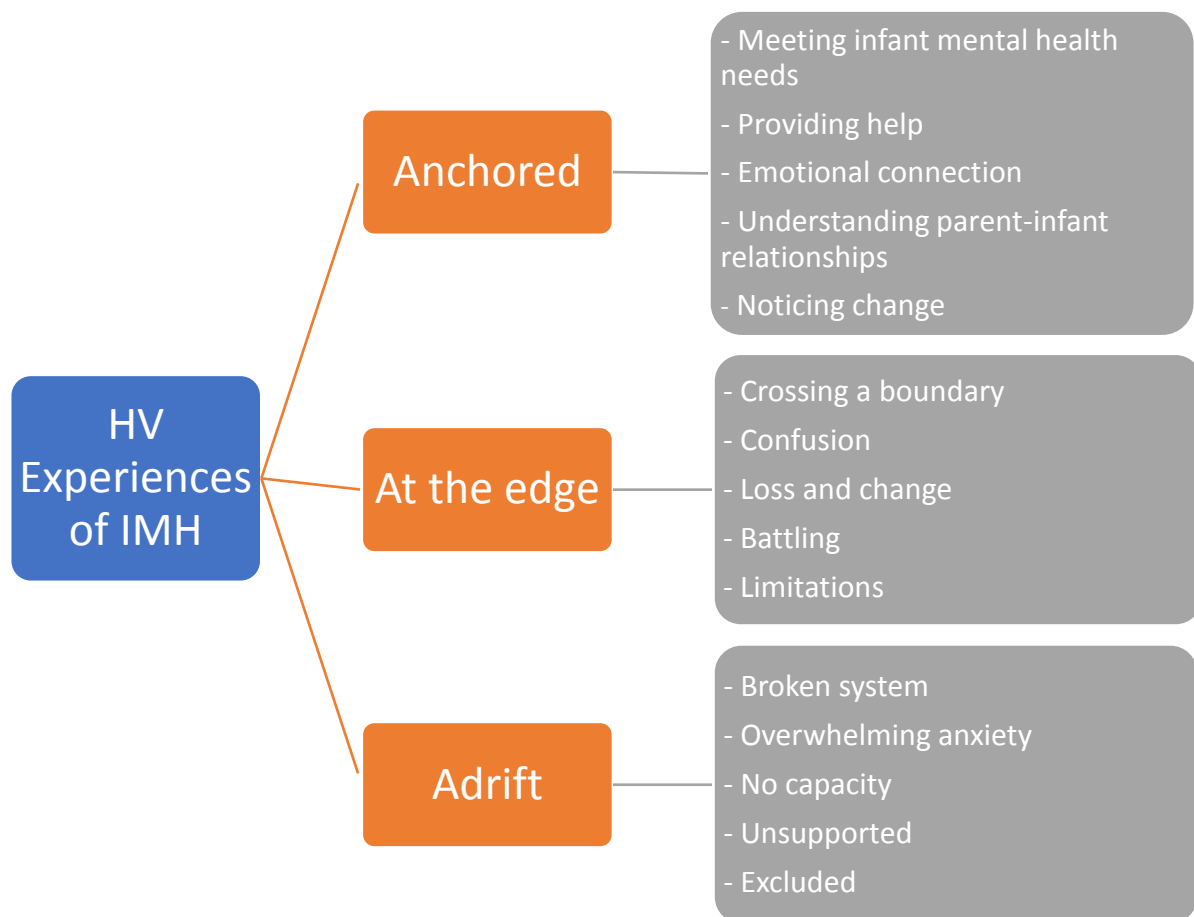 HV
Experiences
of IMH
Anchored
- Meeting infant mental health
needs
- Providing help
- Emotional connection
- Understanding parent-infant
relationships
- Noticing change
At the edge
- Crossing a boundary
- Confusion
- Loss and change
- Battling
- Limitations
Adrift
- Broken system
- Overwhelming anxiety
- No capacity
- Unsupported
- Excluded